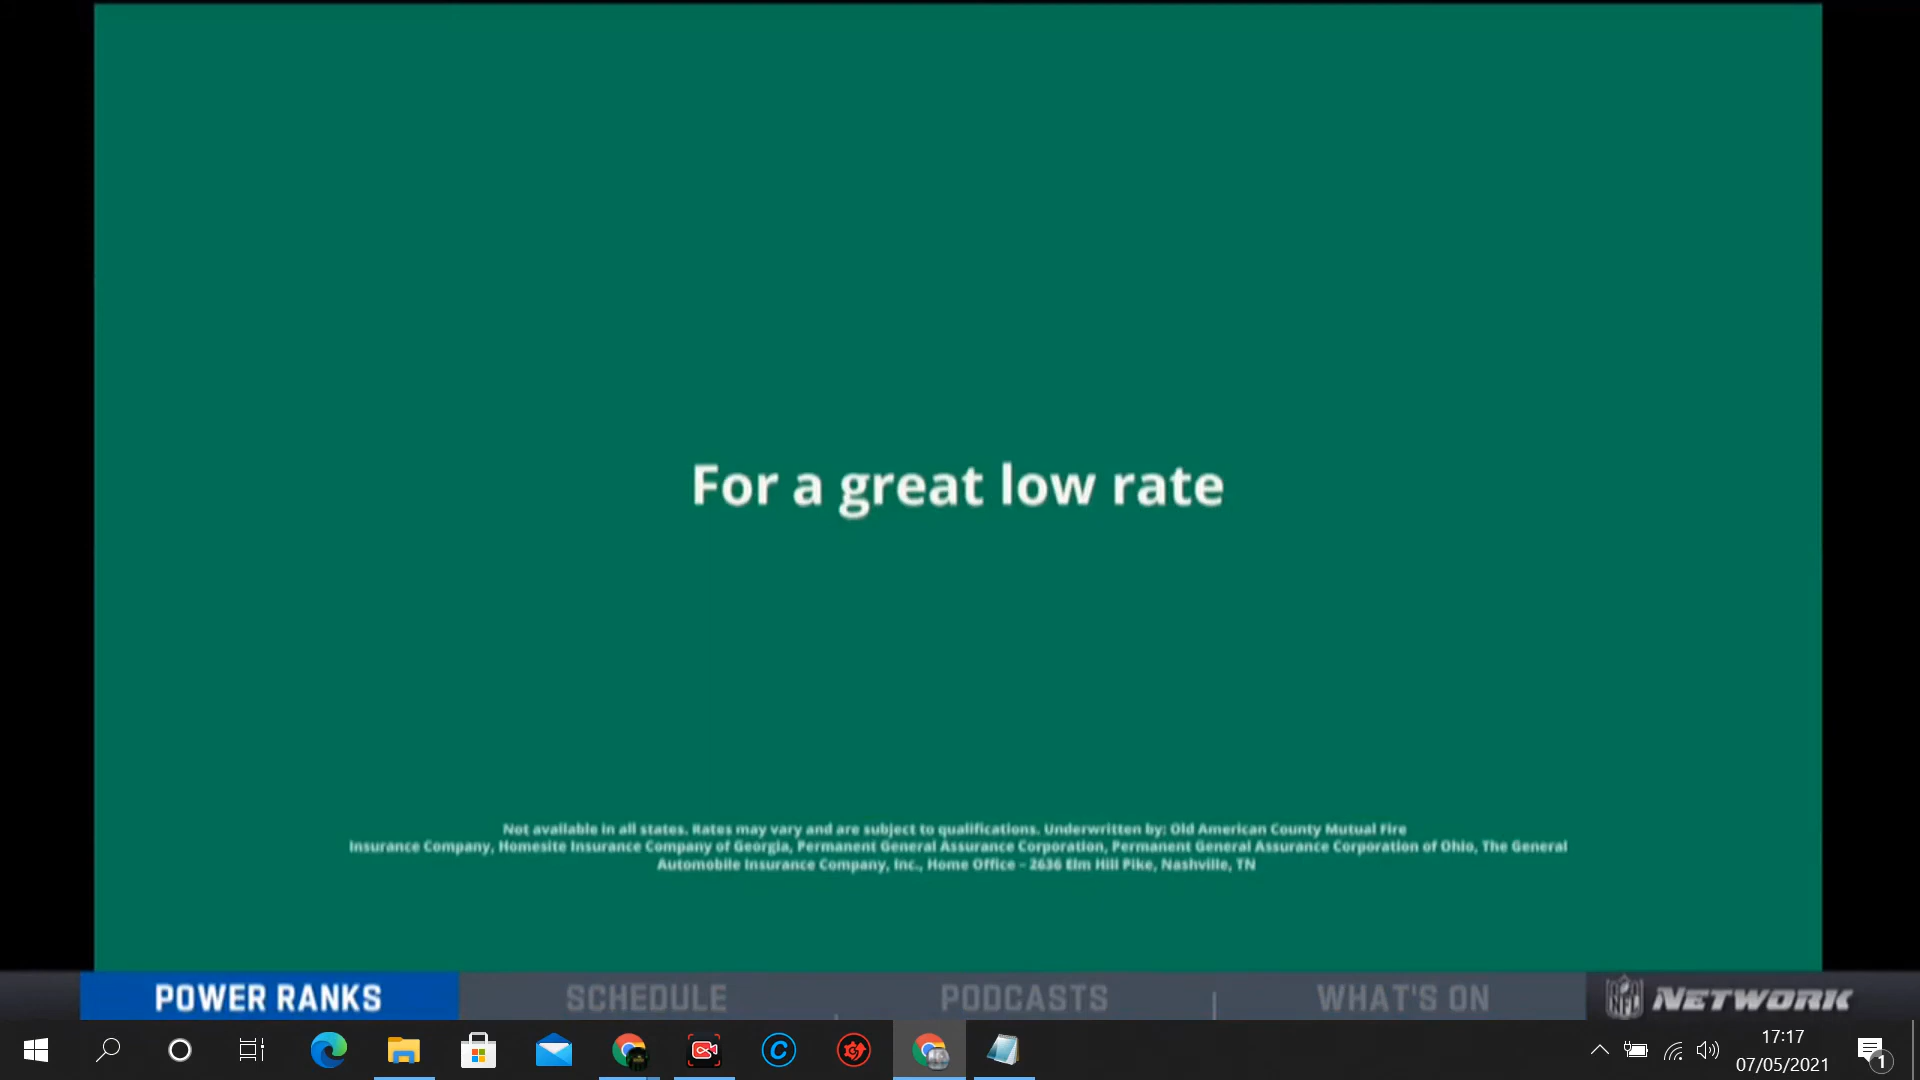 For a great low rate
Not available in all states. Rates may vary and are subject to qualifications. Underwritten by: Old American County Mutual Fire
Insurance Company, Homesite Insurance Company of Georgia, Permanent General Assurance Corporation, Permanent General Assurance Corporation of Ohio, The General
Automobile Insurance Company, Inc., Home Office – 2636 Elm Hill Pike, Nashville, TN
POWER RANKS SCHEDULE PODCASTS WHAT'S ON NFL NETWORK
17:17
07/05/2021
1